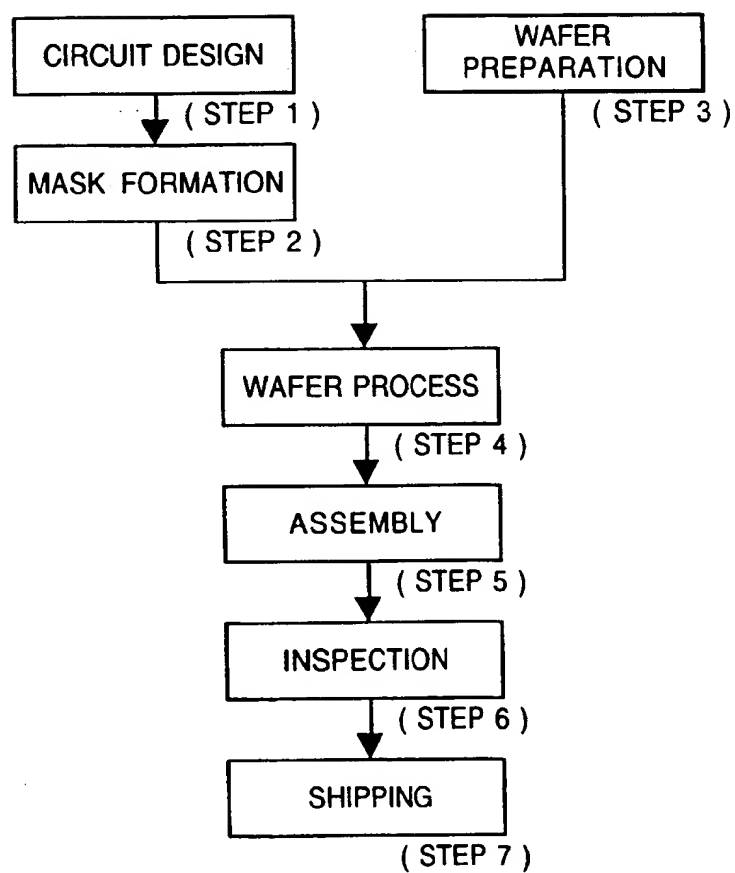 CIRCUIT DESIGN
( STEP 1 )
MASK FORMATION
( STEP 2 )
WAFER
PREPARATION
( STEP 3 )
WAFER PROCESS
( STEP 4 )
ASSEMBLY
( STEP 5 )
INSPECTION
( STEP 6 )
SHIPPING
( STEP 7 )